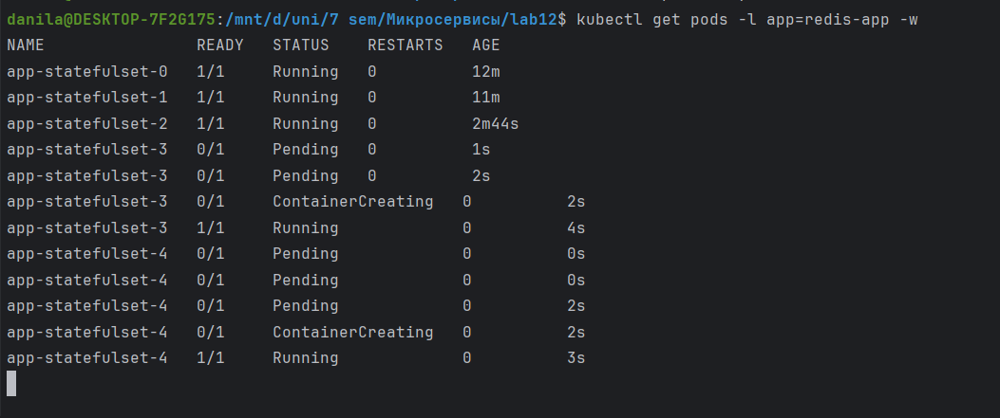 danila@DESKTOP-7F26175:/mnt/d/uni/7 sem/Микросервисы/lab12$ kubectl get pods -l app=redis-app -w
NAME                READY   STATUS    RESTARTS   AGE
app-statefulset-0   1/1     Running   0          12m
app-statefulset-1   1/1     Running   0          11m
app-statefulset-2   1/1     Running   0          2m44s
app-statefulset-3   0/1     Pending   0          1s
app-statefulset-3   0/1     Pending   0          2s
app-statefulset-3   0/1     ContainerCreating   0          2s
app-statefulset-3   1/1     Running             0          4s
app-statefulset-4   0/1     Pending             0          0s
app-statefulset-4   0/1     Pending             0          0s
app-statefulset-4   0/1     Pending             0          2s
app-statefulset-4   0/1     ContainerCreating   0          2s
app-statefulset-4   1/1     Running             0          3s